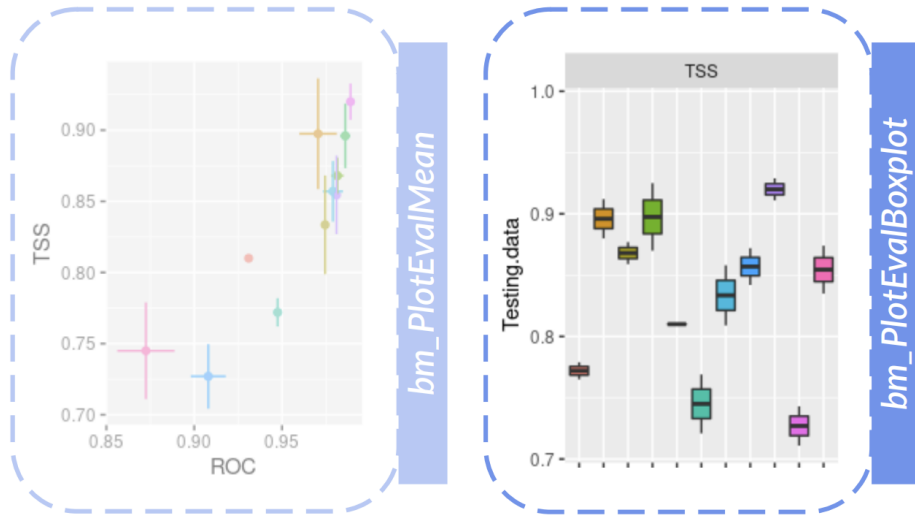 0.90
0.85
0.80
0.75
0.70
TSS
0.85
0.90
0.95
ROC
bm_PlotEvalMean
TSS
1.0
0.9
0.8
0.7
Testing.data
bm_PlotEvalBoxplot